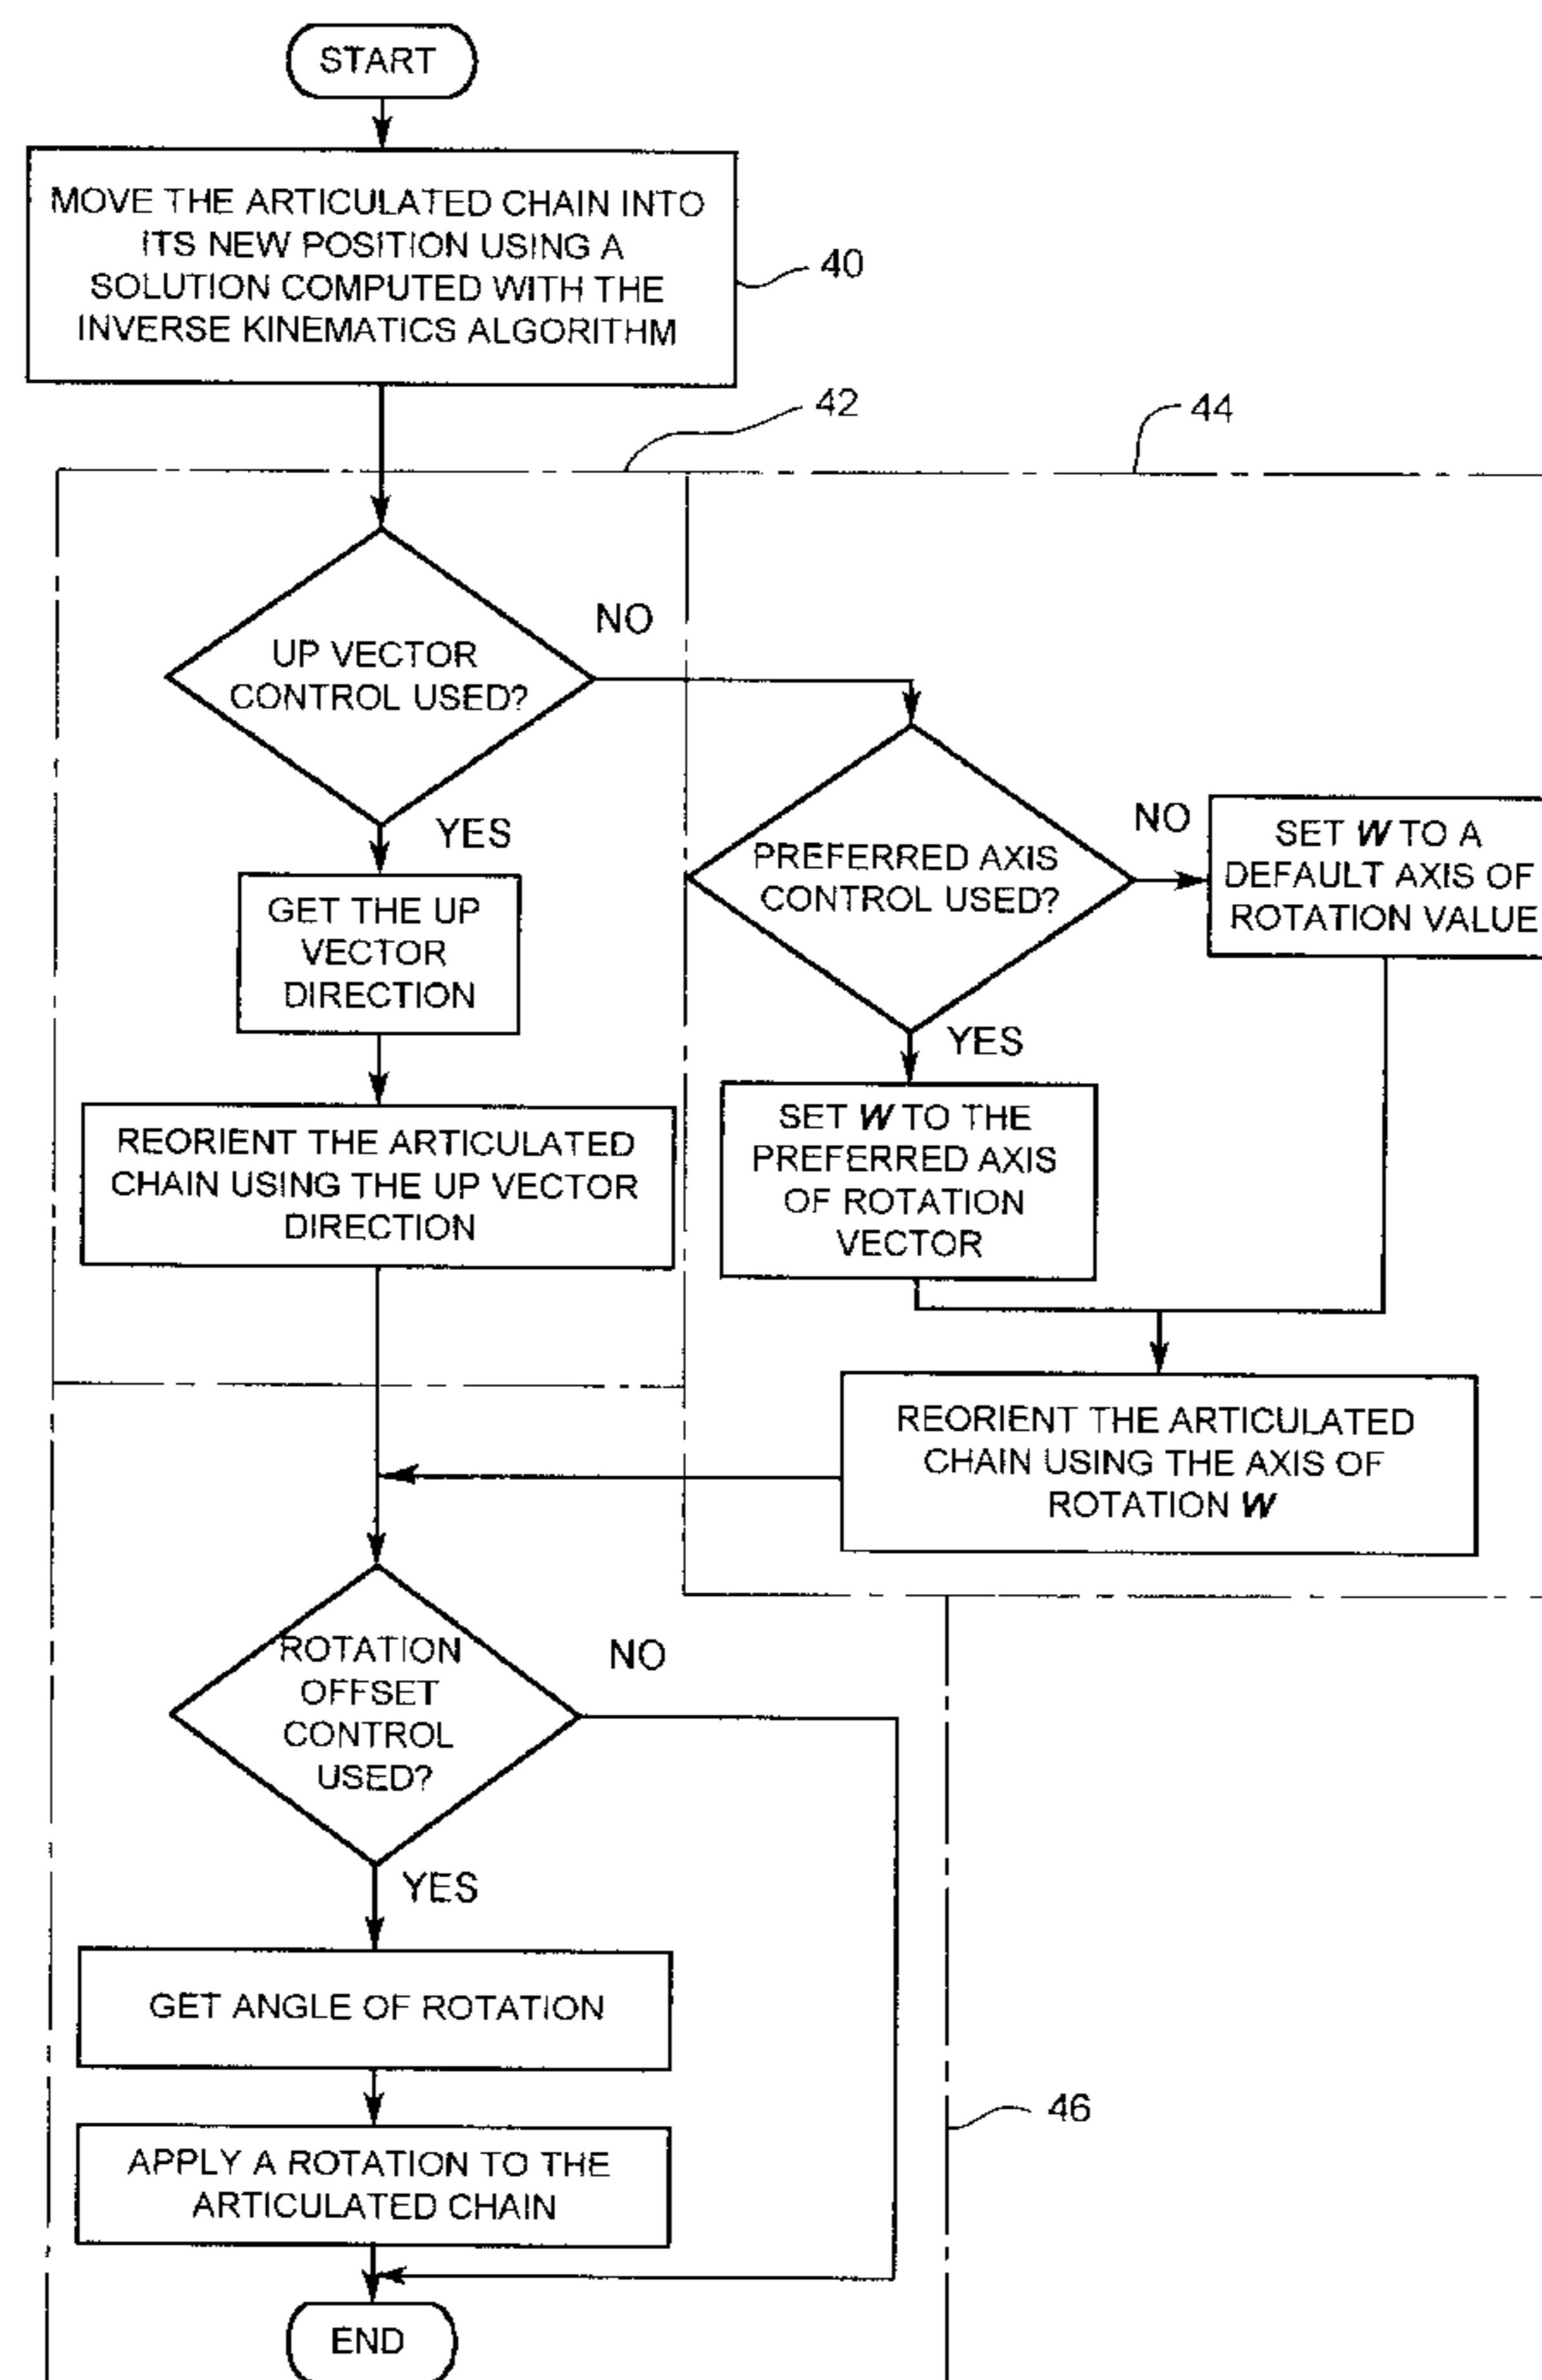 START
MOVE THE ARTICULATED CHAIN INTO
ITS NEW POSITION USING A
SOLUTION COMPUTED WITH THE
INVERSE KINEMATICS ALGORITHM
40
42
44
UP VECTOR
CONTROL USED?
NO
YES
GET THE UP
VECTOR
DIRECTION
REORIENT THE ARTICULATED
CHAIN USING THE UP VECTOR
DIRECTION
PREFERRED AXIS
CONTROL USED?
NO
SET W TO A
DEFAULT AXIS OF
ROTATION VALUE
YES
SET W TO THE
PREFERRED AXIS
OF ROTATION
VECTOR
REORIENT THE ARTICULATED
CHAIN USING THE AXIS OF
ROTATION W
ROTATION
OFFSET
CONTROL
USED?
NO
YES
GET ANGLE OF ROTATION
APPLY A ROTATION TO THE
ARTICULATED CHAIN
46
END